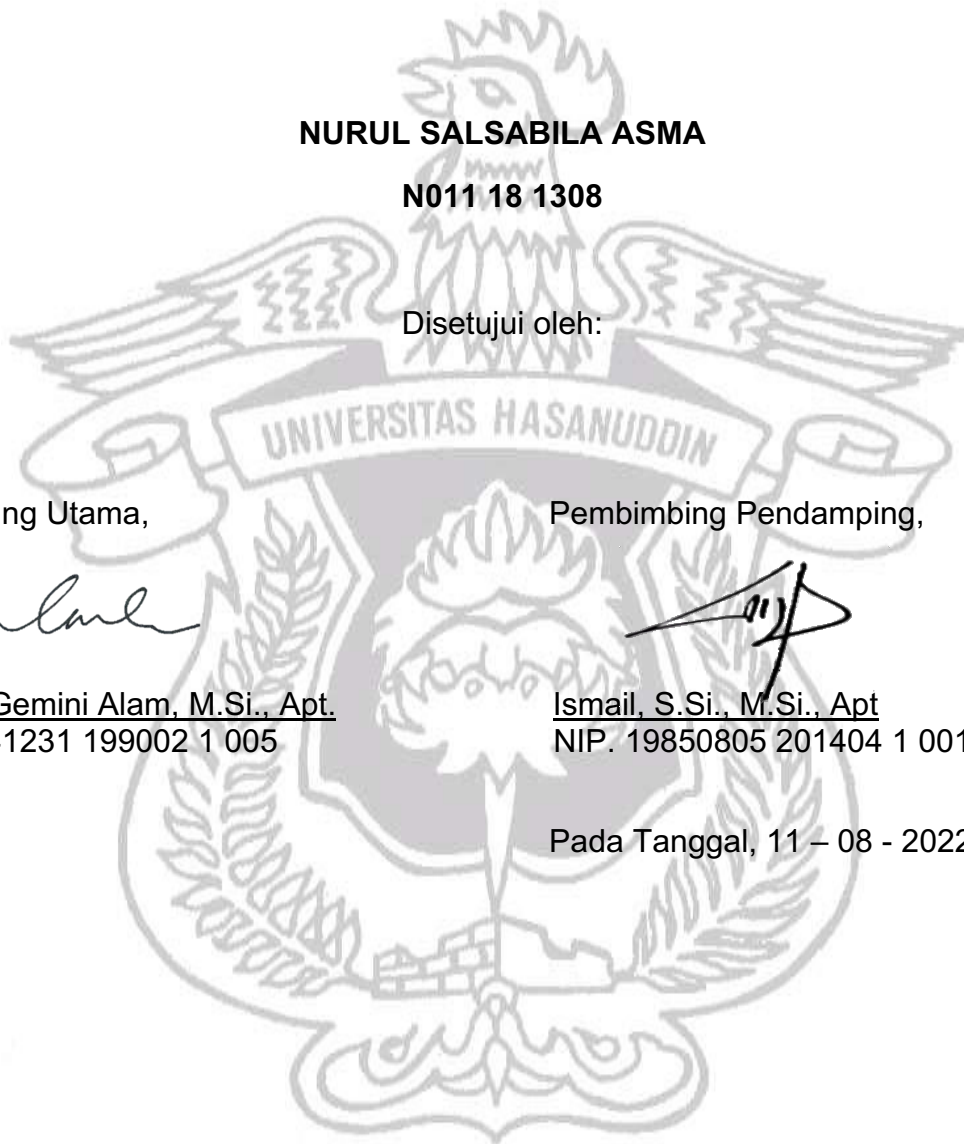 NURUL SALSABILA ASMA
N011 18 1308
Disetujui oleh:
UNIVERSITAS HASANUDDIN
ng Utama,
Pembimbing Pendamping,
Gemini Alam, M.Si., Apt.
Ismail, S.Si., M.Si., Apt
1231 199002 1 005
NIP. 19850805 201404 1 001
Pada Tanggal, 11 – 08 - 2022